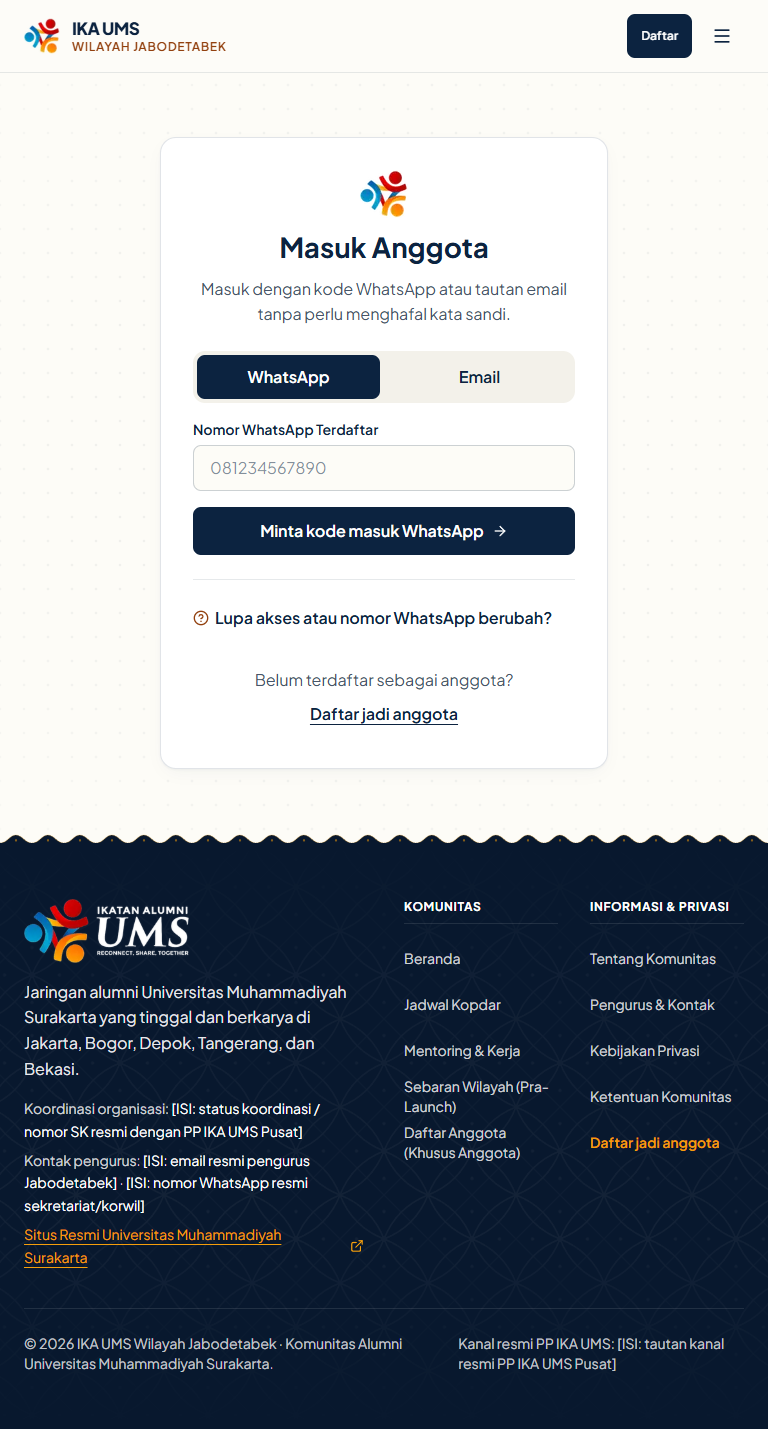 IKA UMS
WILAYAH JABODETABEK
Daftar
Masuk Anggota
Masuk dengan kode WhatsApp atau tautan email
tanpa perlu menghafal kata sandi.
WhatsApp
Email
Nomor WhatsApp Terdaftar
081234567890
Minta kode masuk WhatsApp
Lupa akses atau nomor WhatsApp berubah?
Belum terdaftar sebagai anggota?
Daftar jadi anggota
IKATAN ALUMNI
UMS
RECONNECT. SHARE. TOGETHER
Jaringan alumni Universitas Muhammadiyah
Surakarta yang tinggal dan berkarya di
Jakarta, Bogor, Depok, Tangerang, dan
Bekasi.
Koordinasi organisasi: [ISI: status koordinasi /
nomor SK resmi dengan PP IKA UMS Pusat]
Kontak pengurus: [ISI: email resmi pengurus
Jabodetabek] · [ISI: nomor WhatsApp resmi
sekretariat/korwil]
Situs Resmi Universitas Muhammadiyah
Surakarta
KOMUNITAS
Beranda
Jadwal Kopdar
Mentoring & Kerja
Sebaran Wilayah (Pra-
Launch)
Daftar Anggota
(Khusus Anggota)
INFORMASI & PRIVASI
Tentang Komunitas
Pengurus & Kontak
Kebijakan Privasi
Ketentuan Komunitas
Daftar jadi anggota
© 2026 IKA UMS Wilayah Jabodetabek · Komunitas Alumni
Universitas Muhammadiyah Surakarta.
Kanal resmi PP IKA UMS: [ISI: tautan kanal
resmi PP IKA UMS Pusat]